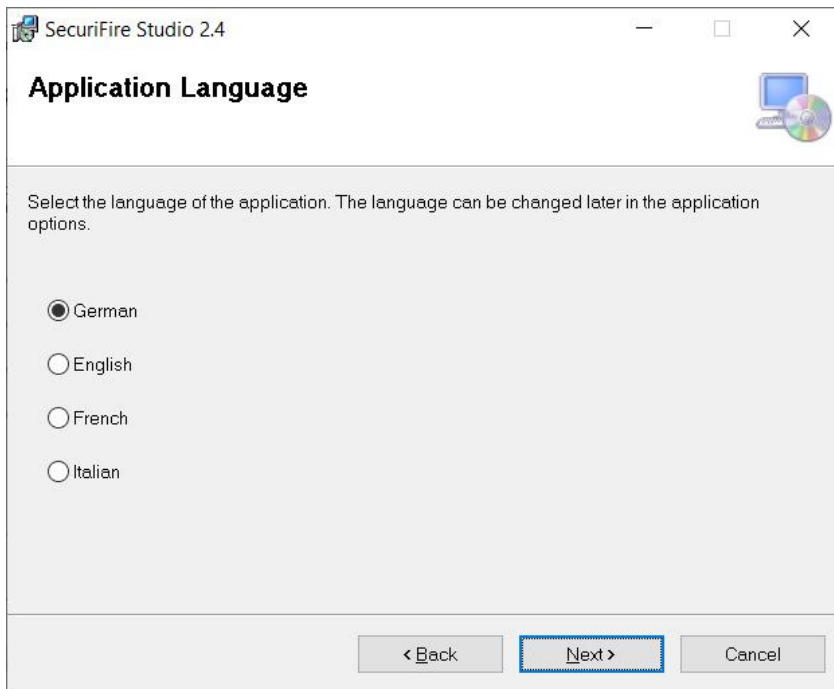 SecuriFire Studio 2.4
Application Language
Select the language of the application. The language can be changed later in the application
options.
German
English
French
Italian
< Back
Next >
Cancel